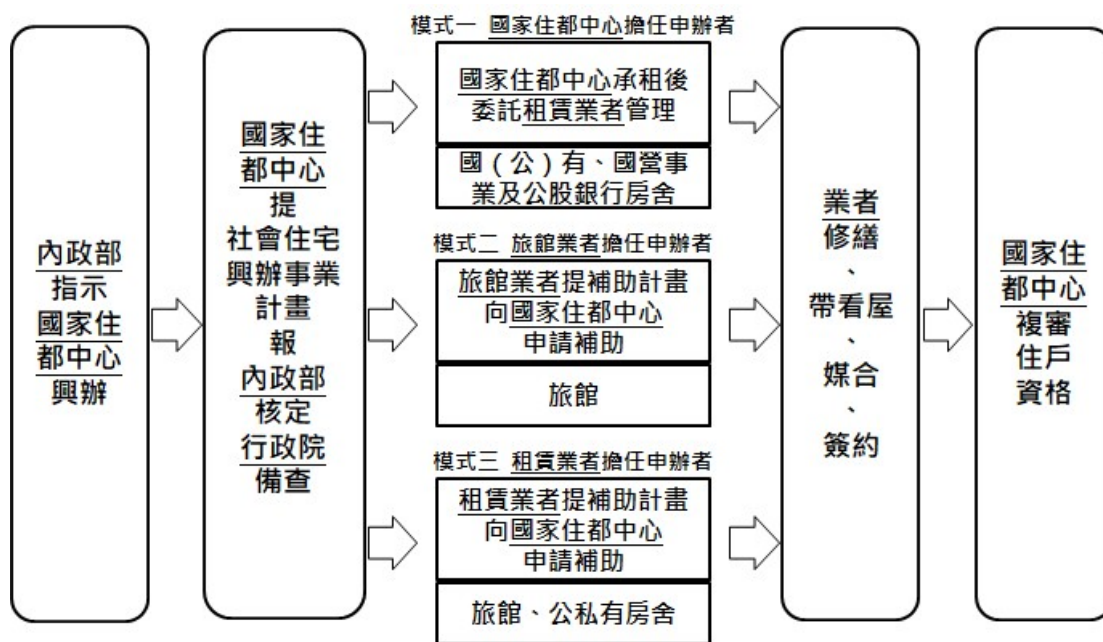 內政部
指示
國家住
都中心
興辦
國家住
都中心
提
社會住宅
興辦事業
計畫
報
內政部
核定
行政院
備查
模式一 國家住都中心擔任申辦者
國家住都中心承租後
委託租賃業者管理
國（公）有、國營事
業及公股銀行房舍
模式二 旅館業者擔任申辦者
旅館業者提補助計畫
向國家住都中心
申請補助
旅館
模式三 租賃業者擔任申辦者
租賃業者提補助計畫
向國家住都中心
申請補助
旅館、公私有房舍
業者
修繕
、
帶看屋
、
媒合
、
簽約
國家住
都中心
複審
住戶
資格